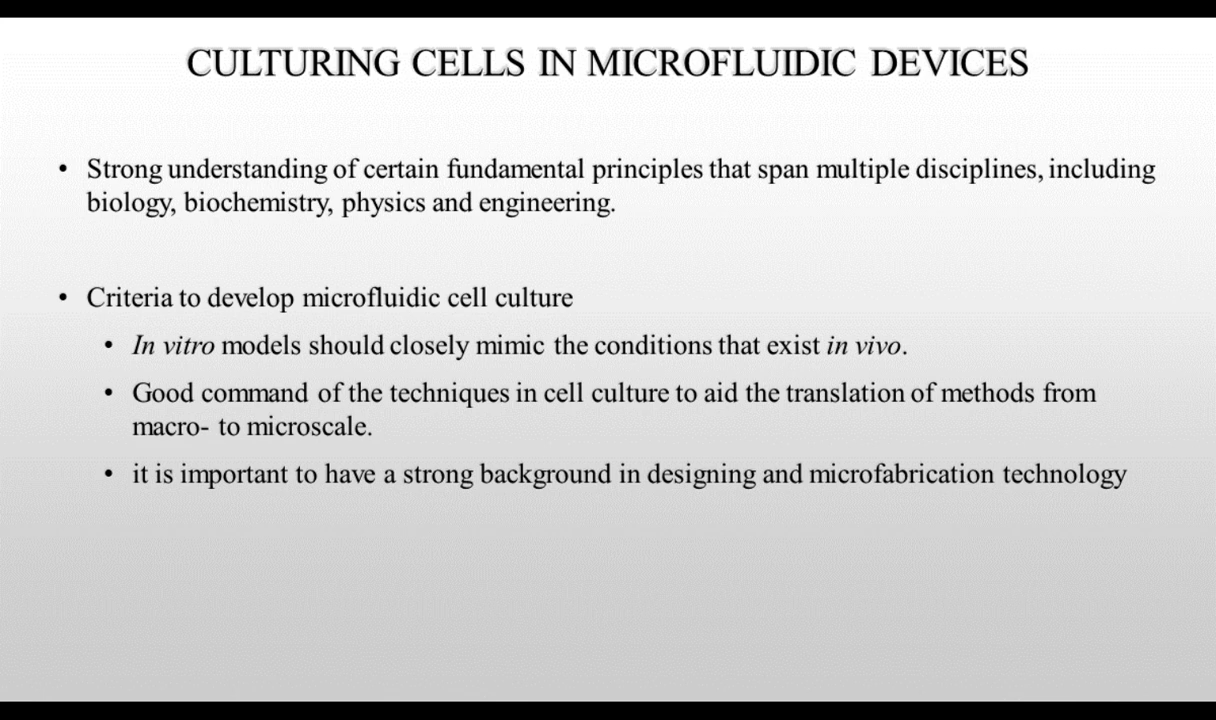 CULTURING CELLS IN MICROFLUIDIC DEVICES
• Strong understanding of certain fundamental principles that span multiple disciplines, including
biology, biochemistry, physics and engineering.
• Criteria to develop microfluidic cell culture
• In vitro models should closely mimic the conditions that exist in vivo.
• Good command of the techniques in cell culture to aid the translation of methods from
macro- to microscale.
• it is important to have a strong background in designing and microfabrication technology